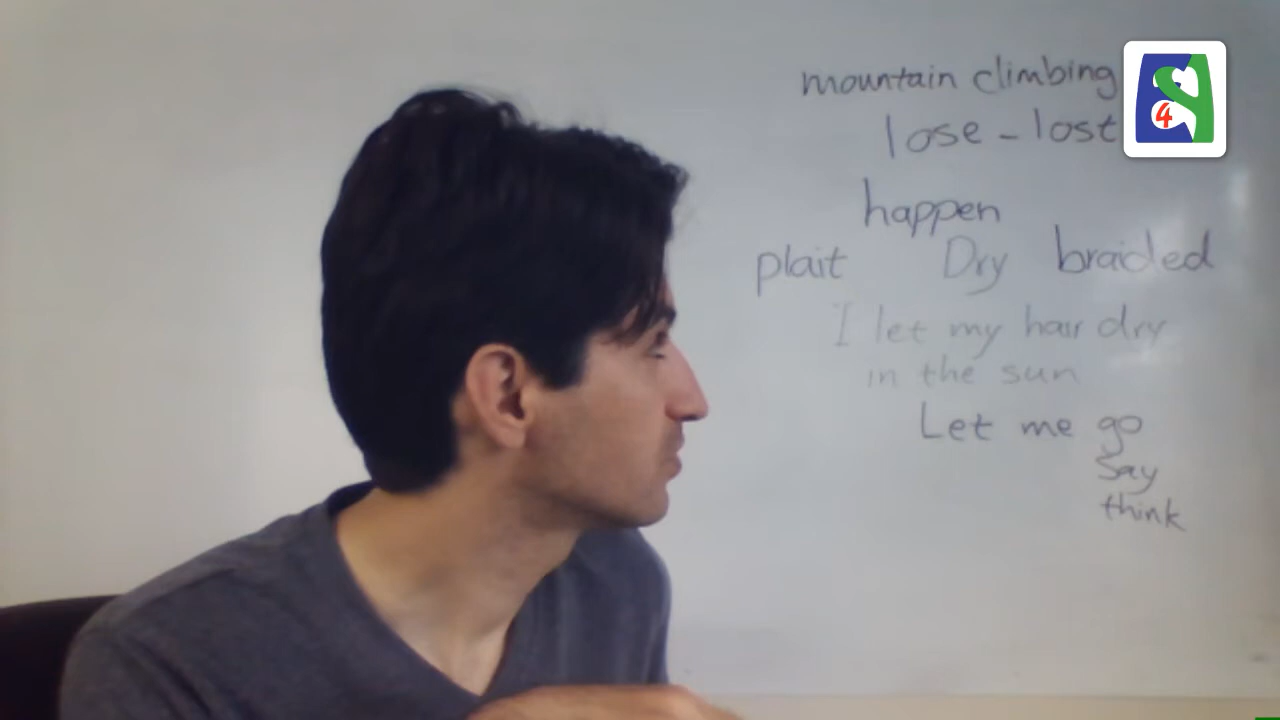 mountain climbing
4
lose - lost
happen
plait Dry braided
I let my hair dry
in the sun
Let me go
Say
think